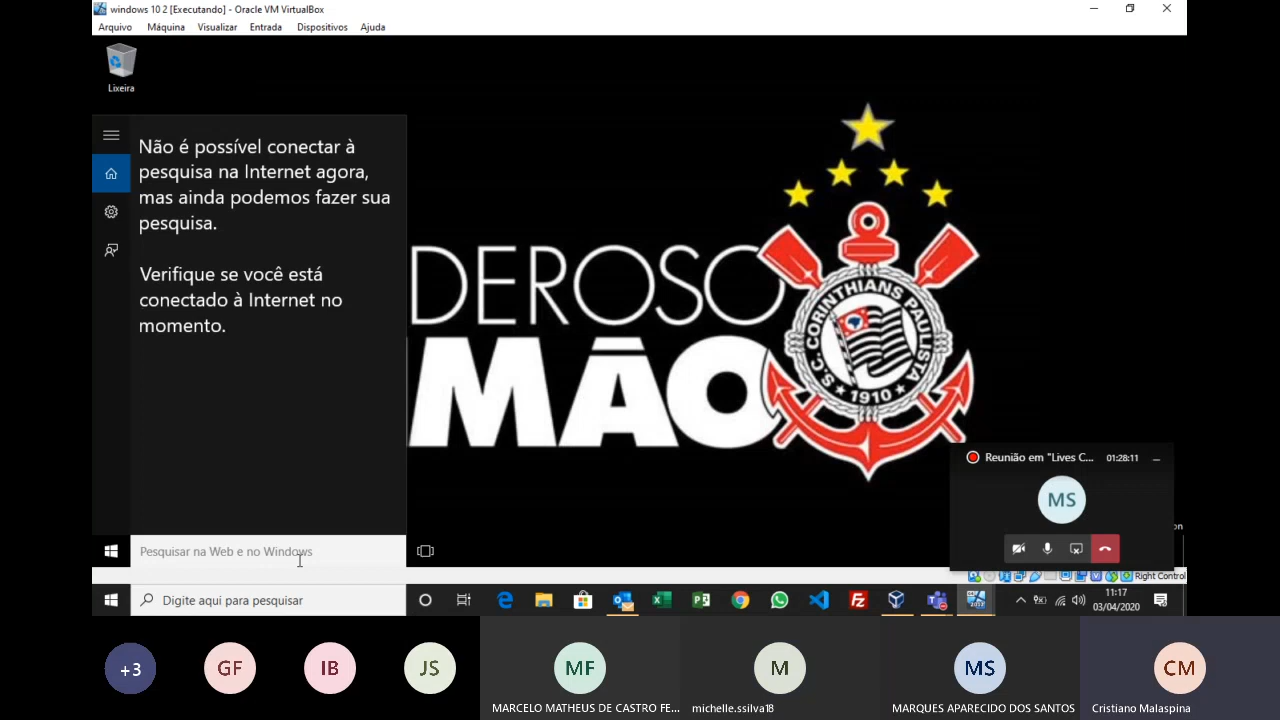 windows 10 2 [Executando] - Oracle VM VirtualBox
Arquivo Máquina Visualizar Entrada Dispositivos Ajuda
Lixeira
Não é possível conectar à
pesquisa na Internet agora,
mas ainda podemos fazer sua
pesquisa.
Verifique se você está
conectado à Internet no
momento.
DEROSO
MÃO
S.C. CORINTHIANS PAULISTA
1910
Reunião em "Lives C... 01:28:11
MS
Pesquisar na Web e no Windows
Right Control
Digite aqui para pesquisar
11:17
03/04/2020
+3 GF IB JS MF M MS CM
MARCELO MATHEUS DE CASTRO FE... michelle.ssilva18 MARQUES APARECIDO DOS SANTOS Cristiano Malaspina